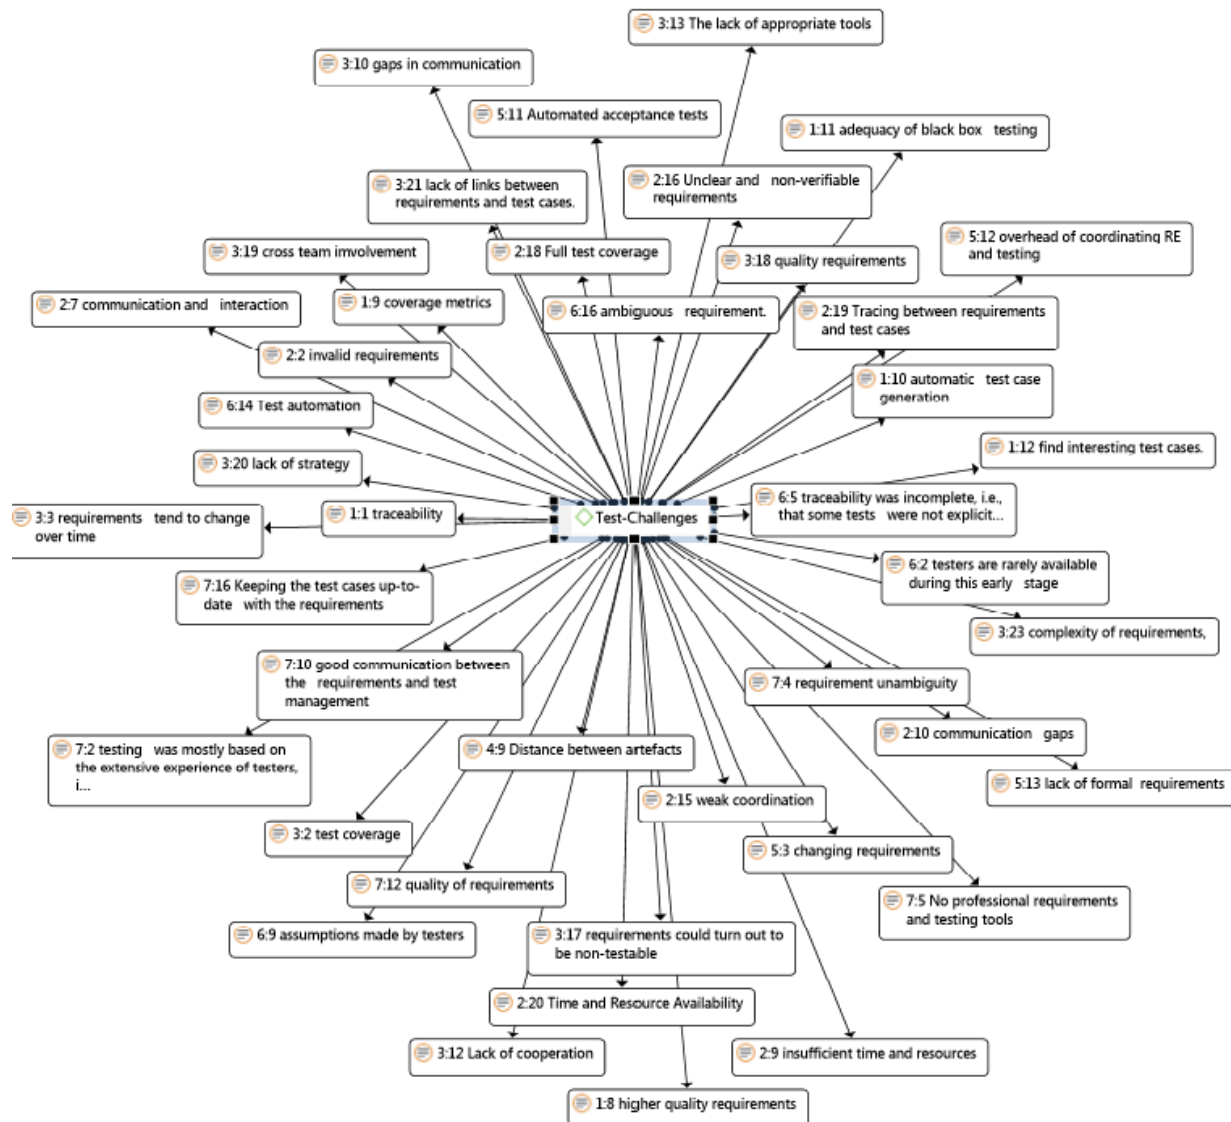 3:13 The lack of appropriate tools
3:10 gaps in communication
5:11 Automated acceptance tests
1:11 adequacy of black box testing
3:21 lack of links between
requirements and test cases.
2:16 Unclear and non-verifiable
requirements
5:12 overhead of coordinating RE
and testing
3:19 cross team imvolvement
2:18 Full test coverage
3:18 quality requirements
2:7 communication and interaction
1:9 coverage metrics
6:16 ambiguous requirement.
2:19 Tracing between requirements
and test cases
2:2 invalid requirements
1:10 automatic test case
generation
6:14 Test automation
1:12 find interesting test cases.
3:20 lack of strategy
6:5 traceability was incomplete, i.e.,
that some tests were not explicit...
3:3 requirements tend to change
over time
1:1 traceability
Test-Challenges
6:2 testers are rarely available
during this early stage
7:16 Keeping the test cases up-to-
date with the requirements
3:23 complexity of requirements,
7:10 good communication between
the requirements and test
management
7:4 requirement unambiguity
2:10 communication gaps
7:2 testing was mostly based on
the extensive experience of testers,
i...
4:9 Distance between artefacts
5:13 lack of formal requirements
2:15 weak coordination
3:2 test coverage
5:3 changing requirements
7:12 quality of requirements
7:5 No professional requirements
and testing tools
6:9 assumptions made by testers
3:17 requirements could turn out to
be non-testable
2:20 Time and Resource Availability
3:12 Lack of cooperation
2:9 insufficient time and resources
1:8 higher quality requirements